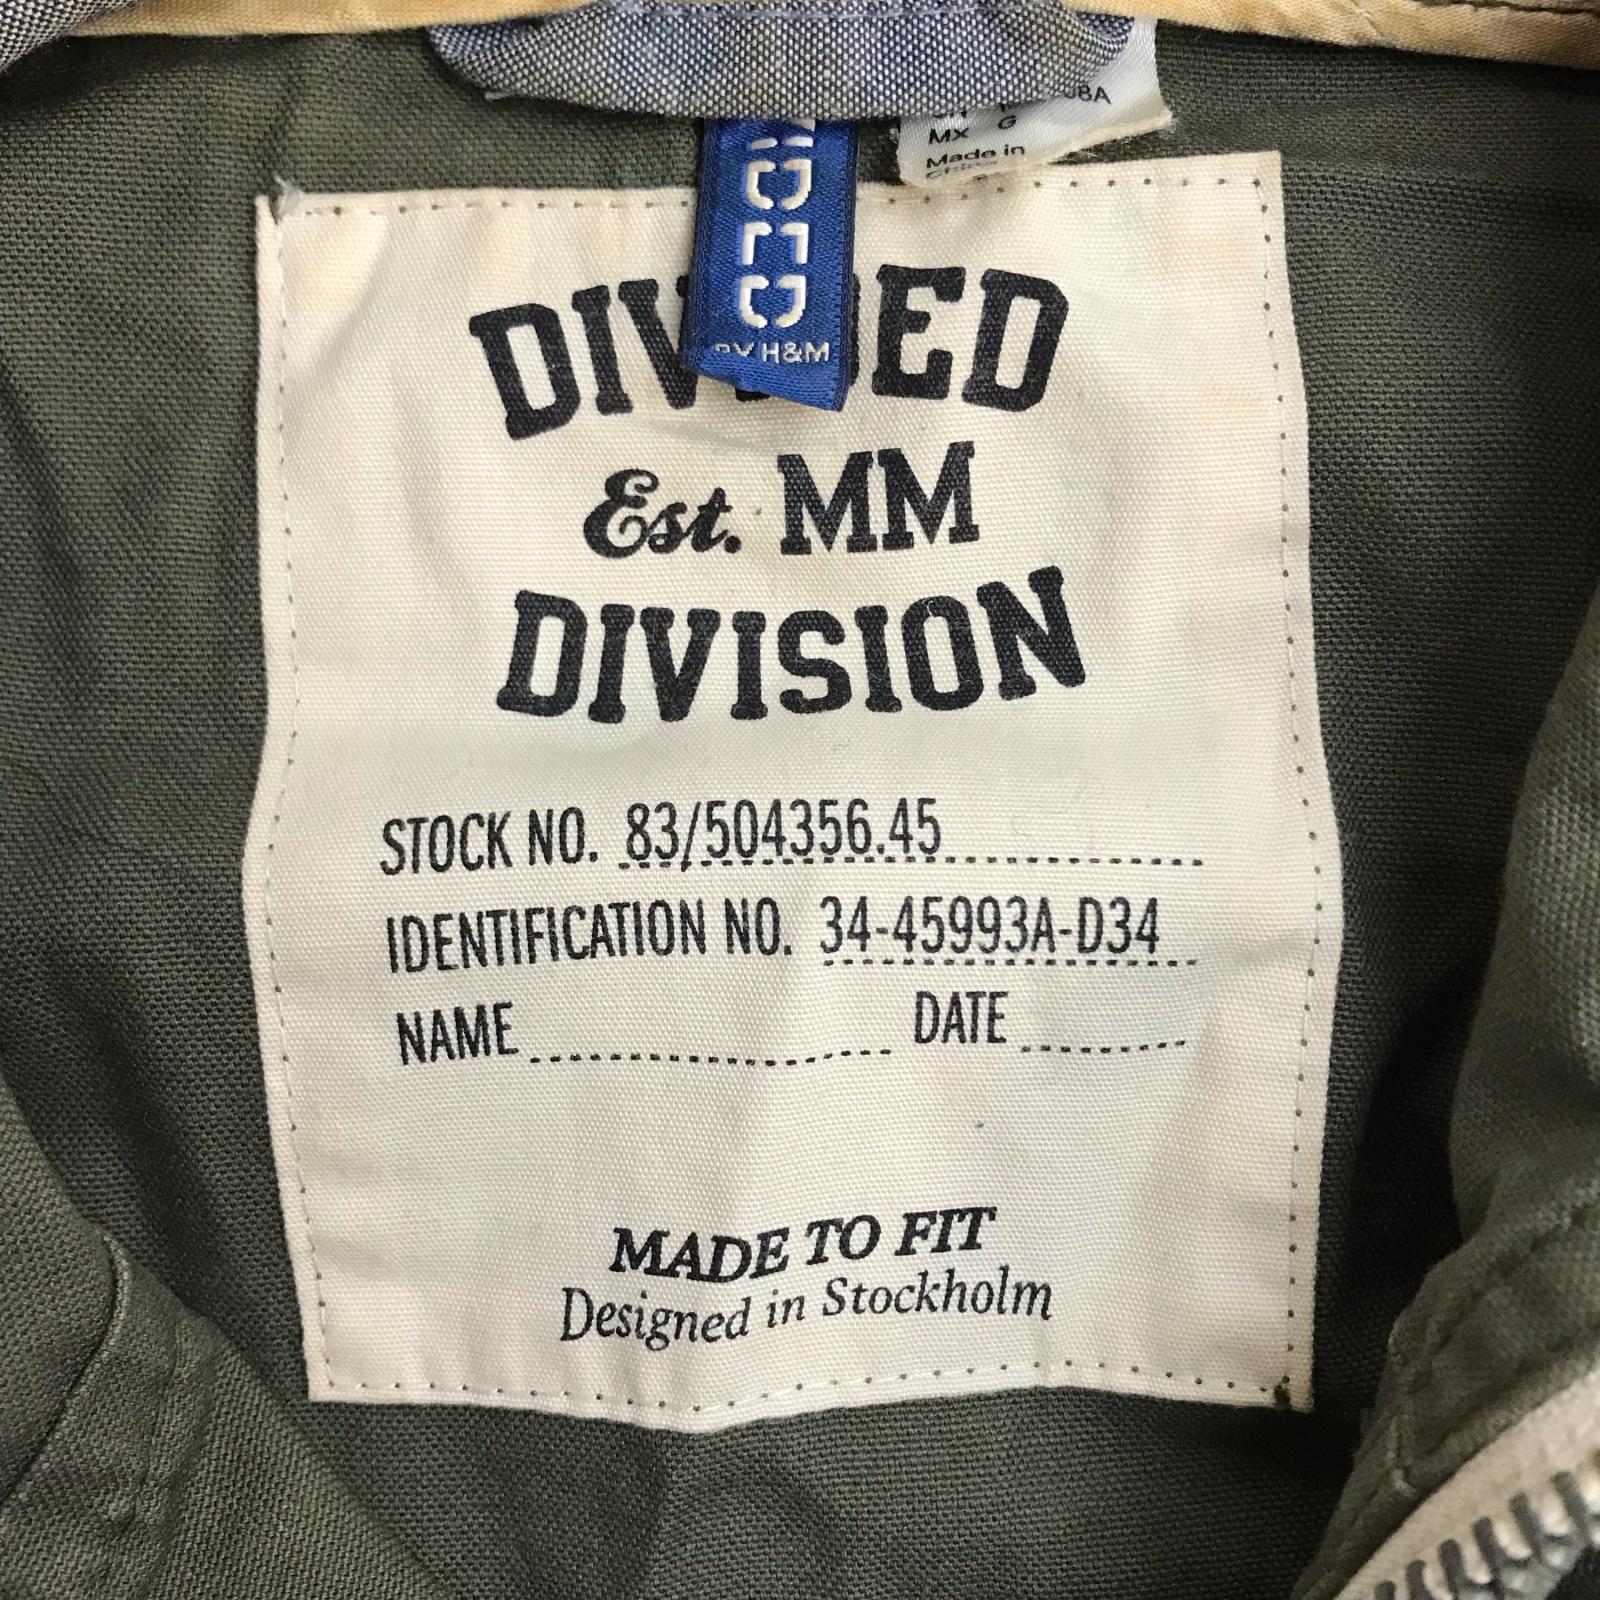 MX G
Made in
BY H&M
DIVIDED
Est. MM
DIVISION
STOCK NO. 83/504356.45
IDENTIFICATION NO. 34-45993A-D34
NAME
DATE
MADE TO FIT
Designed in Stockholm